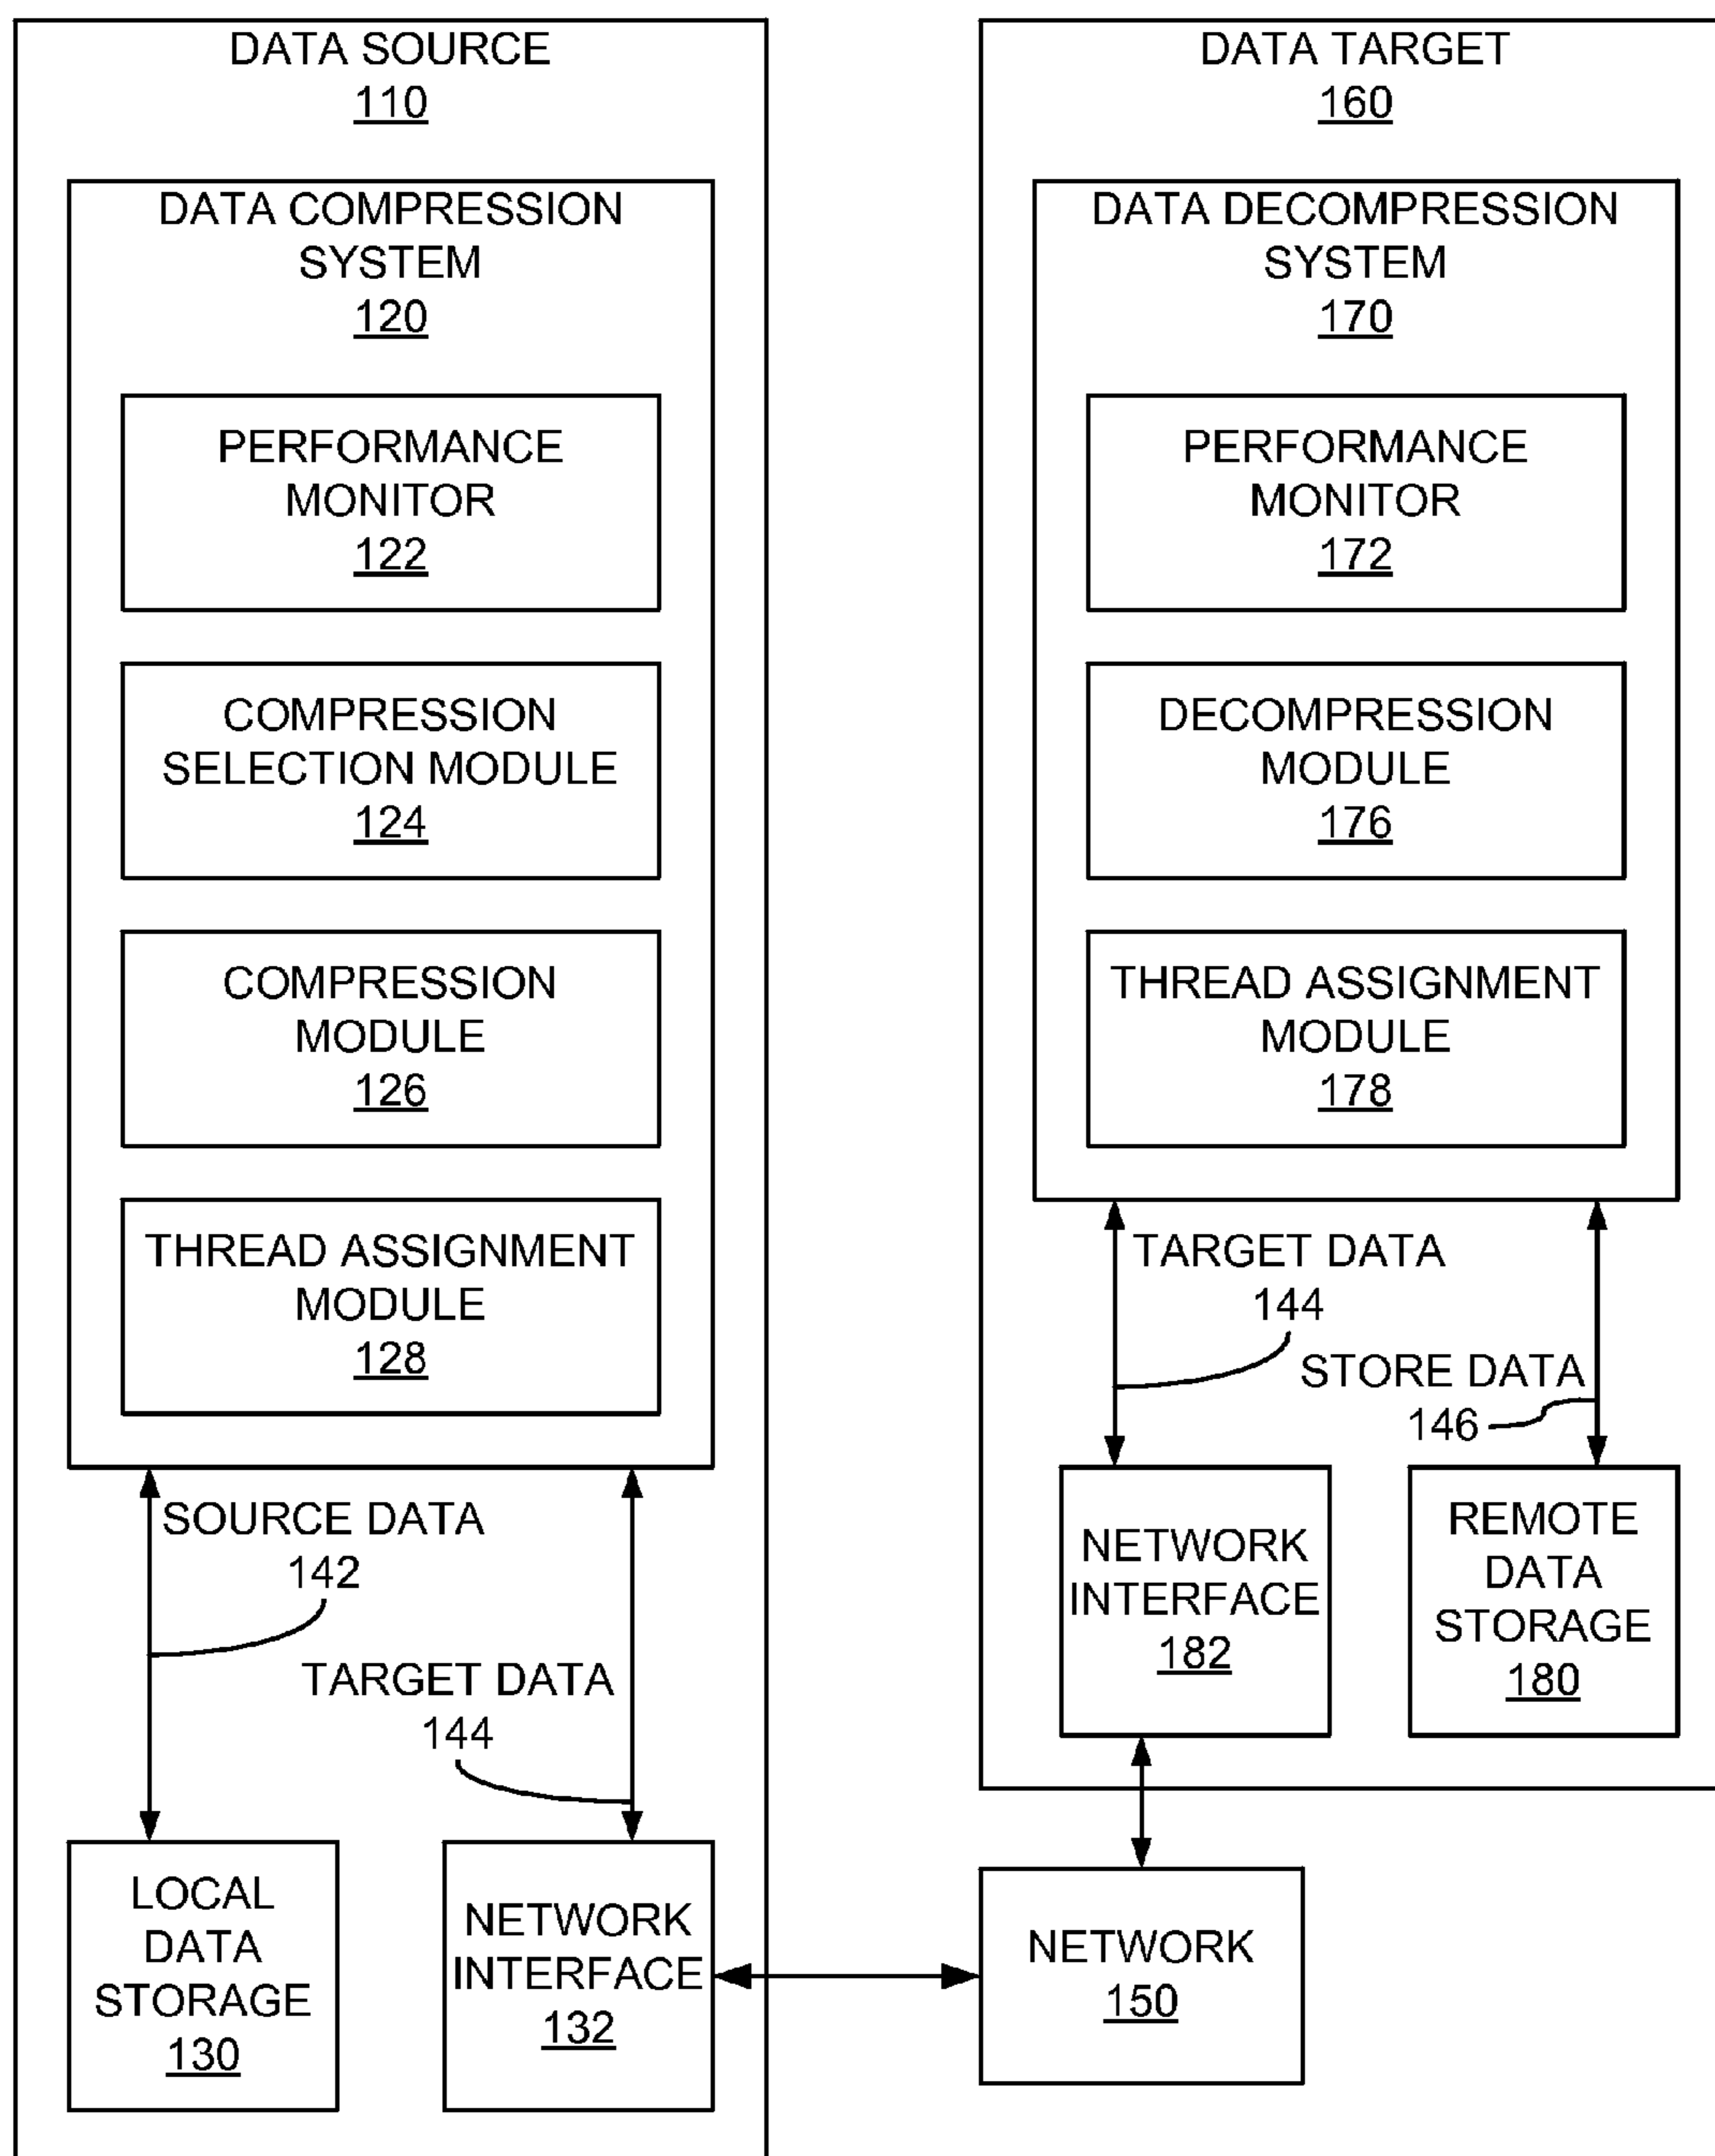 DATA SOURCE
110
DATA COMPRESSION
SYSTEM
120
PERFORMANCE
MONITOR
122
COMPRESSION
SELECTION MODULE
124
COMPRESSION
MODULE
126
THREAD ASSIGNMENT
MODULE
128
SOURCE DATA
142
TARGET DATA
144
LOCAL
DATA
STORAGE
130
NETWORK
INTERFACE
132
DATA TARGET
160
DATA DECOMPRESSION
SYSTEM
170
PERFORMANCE
MONITOR
172
DECOMPRESSION
MODULE
176
THREAD ASSIGNMENT
MODULE
178
TARGET DATA
144
STORE DATA
146
NETWORK
INTERFACE
182
REMOTE
DATA
STORAGE
180
NETWORK
150